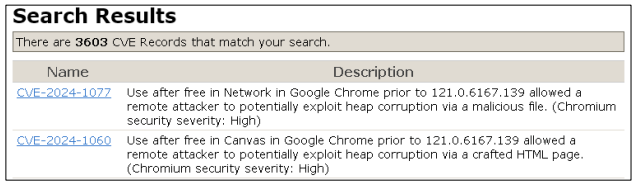 Search Results
There are 3603 CVE Records that match your search.
Name Description
CVE-2024-1077 Use after free in Network in Google Chrome prior to 121.0.6167.139 allowed a
remote attacker to potentially exploit heap corruption via a malicious file. (Chromium
security severity: High)
CVE-2024-1060 Use after free in Canvas in Google Chrome prior to 121.0.6167.139 allowed a
remote attacker to potentially exploit heap corruption via a crafted HTML page.
(Chromium security severity: High)